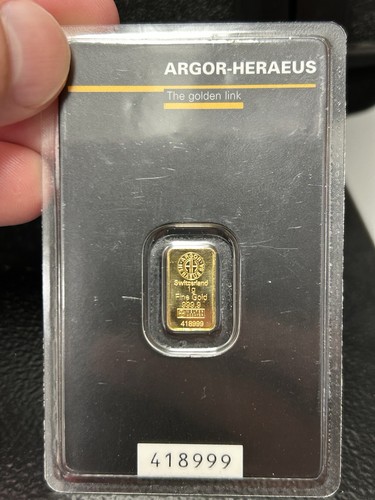 ARGOR-HERAEUS
The golden link
Switzerland
1g
Fine Gold
999.9
418999
418999